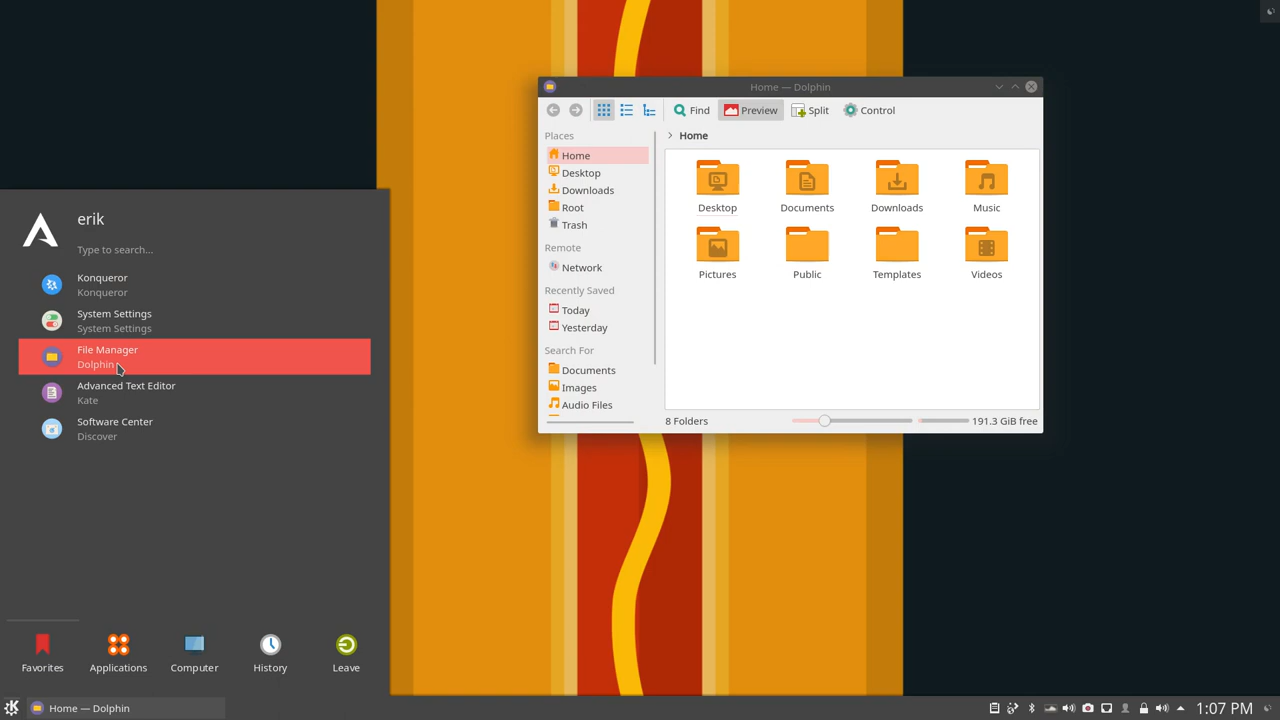 Home — Dolphin
Find
Preview
Split
Control
Places
Home
Desktop
Downloads
Root
Trash
Remote
Network
Recently Saved
Today
Yesterday
Search For
Documents
Images
Audio Files
Home
Desktop
Documents
Downloads
Music
Pictures
Public
Templates
Videos
8 Folders
191.3 GiB free
erik
Type to search...
Konqueror
Konqueror
System Settings
System Settings
File Manager
Dolphin
Advanced Text Editor
Kate
Software Center
Discover
Favorites
Applications
Computer
History
Leave
Home — Dolphin
1:07 PM